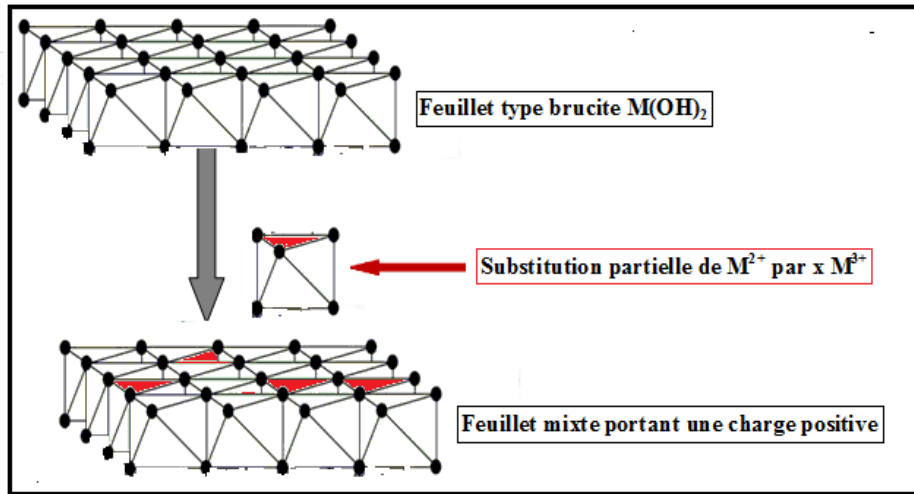 Feuillet type brucite M(OH)₂
Substitution partielle de M²⁺ par x M³⁺
Feuillet mixte portant une charge positive